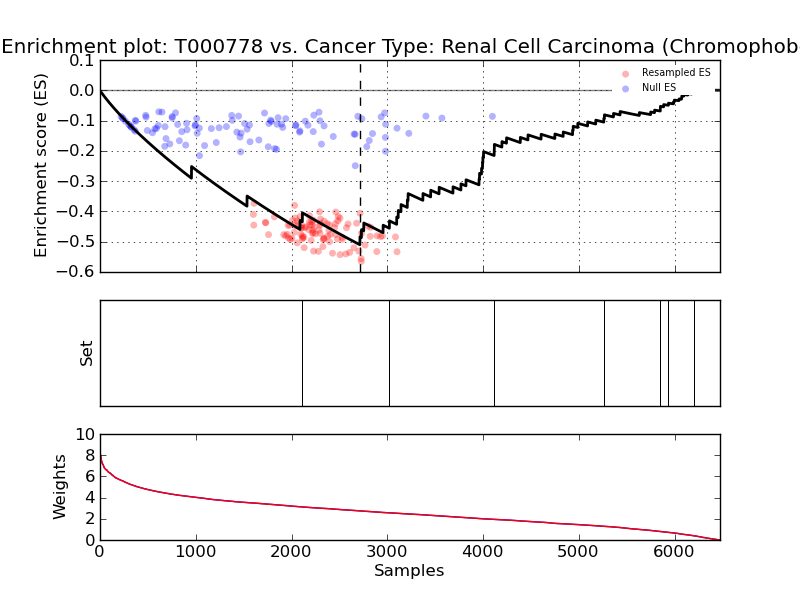 Enrichment plot: T000778 vs. Cancer Type: Renal Cell Carcinoma (Chromophob
0.1
Resampled ES
Null ES
0.0
−0.1
−0.2
−0.3
−0.4
−0.5
−0.6
Enrichment score (ES)
Set
10
8
6
4
2
0
Weights
0 1000 2000 3000 4000 5000 6000
Samples